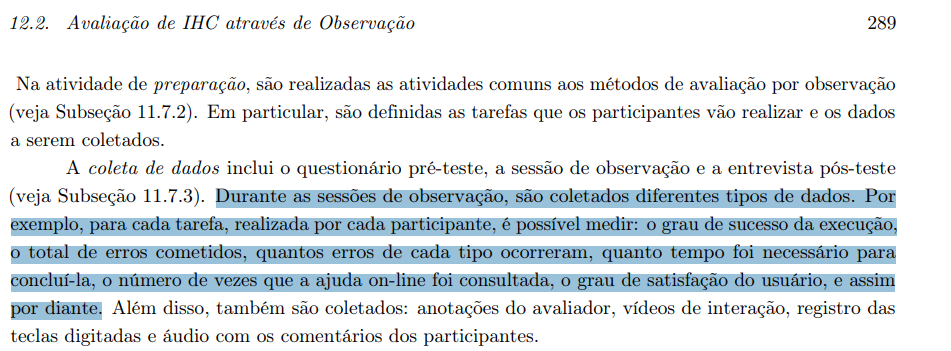 12.2. Avaliação de IHC através de Observação 289
Na atividade de preparação, são realizadas as atividades comuns aos métodos de avaliação por observação
(veja Subseção 11.7.2). Em particular, são definidas as tarefas que os participantes vão realizar e os dados
a serem coletados.
A coleta de dados inclui o questionário pré-teste, a sessão de observação e a entrevista pós-teste
(veja Subseção 11.7.3). Durante as sessões de observação, são coletados diferentes tipos de dados. Por
exemplo, para cada tarefa, realizada por cada participante, é possível medir: o grau de sucesso da execução,
o total de erros cometidos, quantos erros de cada tipo ocorreram, quanto tempo foi necessário para
concluí-la, o número de vezes que a ajuda on-line foi consultada, o grau de satisfação do usuário, e assim
por diante. Além disso, também são coletados: anotações do avaliador, vídeos de interação, registro das
teclas digitadas e áudio com os comentários dos participantes.